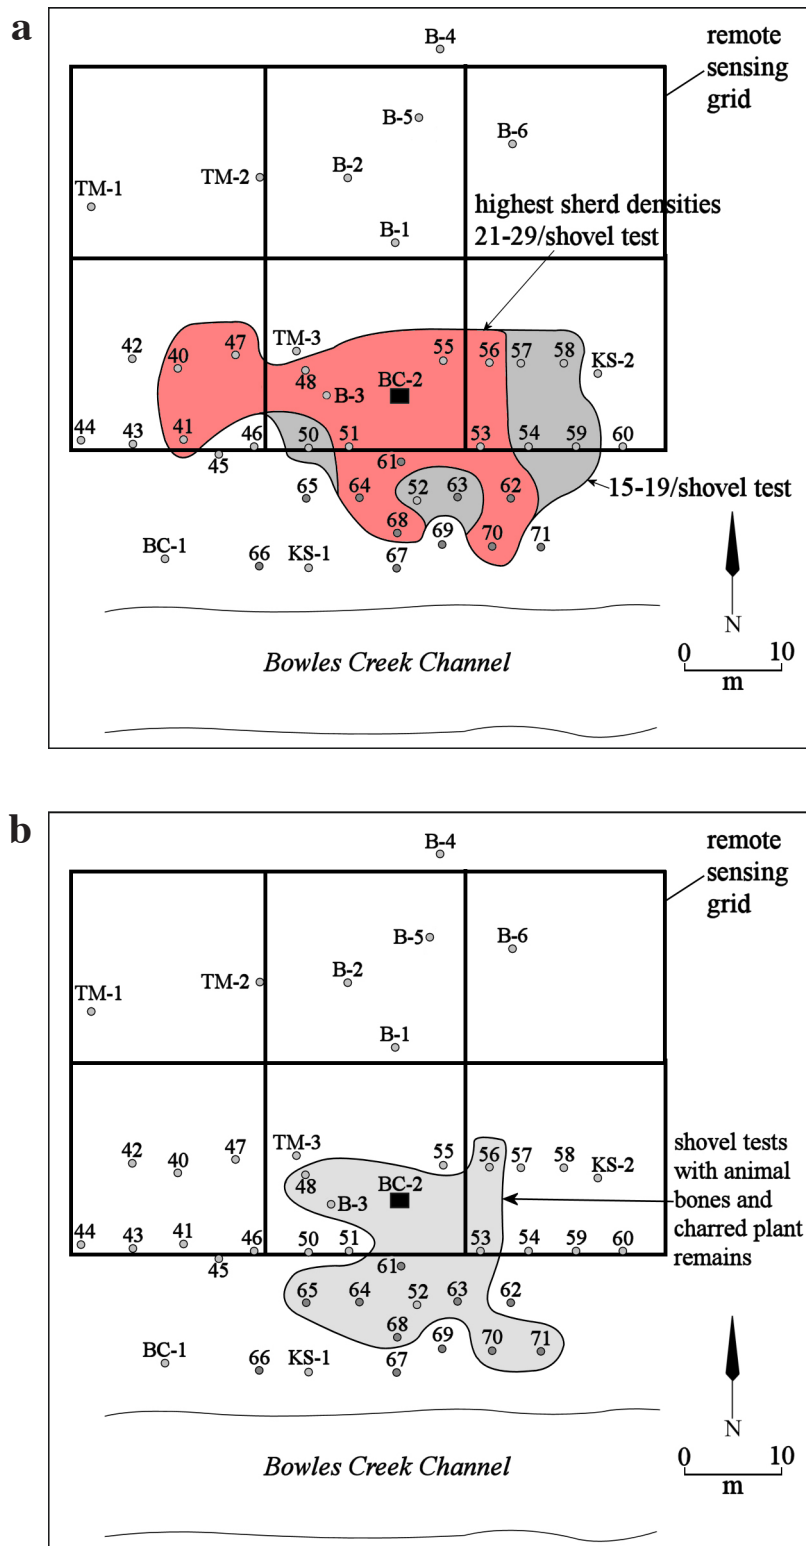 a
B-4
remote
sensing
grid
B-5
B-6
B-2
TM-2
TM-1
highest sherd densities
21-29/shovel test
B-1
47
TM-3
42
40
55
56
57
58
KS-2
48
B-3
BC-2
44
43
41
46
50
51
53
54
59
60
45
61
65
64
52
63
62
15-19/shovel test
68
69
70
71
BC-1
66
KS-1
67
N
0
10
m
Bowles Creek Channel
b
B-4
remote
sensing
grid
B-5
B-6
B-2
TM-2
TM-1
B-1
42
40
47
TM-3
55
56
57
58
KS-2
shovel tests
with animal
bones and
charred plant
remains
48
B-3
BC-2
44
43
41
46
50
51
53
54
59
60
45
61
65
64
52
63
62
68
69
70
71
BC-1
66
KS-1
67
N
0
10
m
Bowles Creek Channel